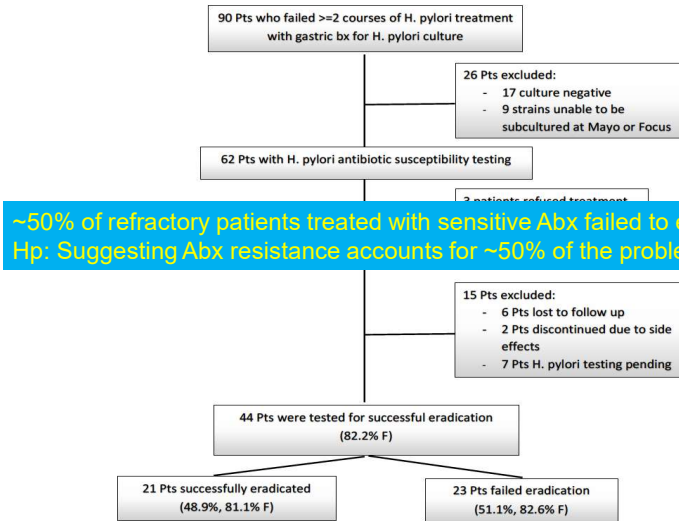 90 Pts who failed >=2 courses of H. pylori treatment
with gastric bx for H. pylori culture
26 Pts excluded:
- 17 culture negative
- 9 strains unable to be
subcultured at Mayo or Focus
62 Pts with H. pylori antibiotic susceptibility testing
3 patients refused treatment
~50% of refractory patients treated with sensitive Abx failed to
Hp: Suggesting Abx resistance accounts for ~50% of the
15 Pts excluded:
- 6 Pts lost to follow up
- 2 Pts discontinued due to side
effects
- 7 Pts H. pylori testing pending
44 Pts were tested for successful eradication
(82.2% F)
21 Pts successfully eradicated
(48.9%, 81.1% F)
23 Pts failed eradication
(51.1%, 82.6% F)